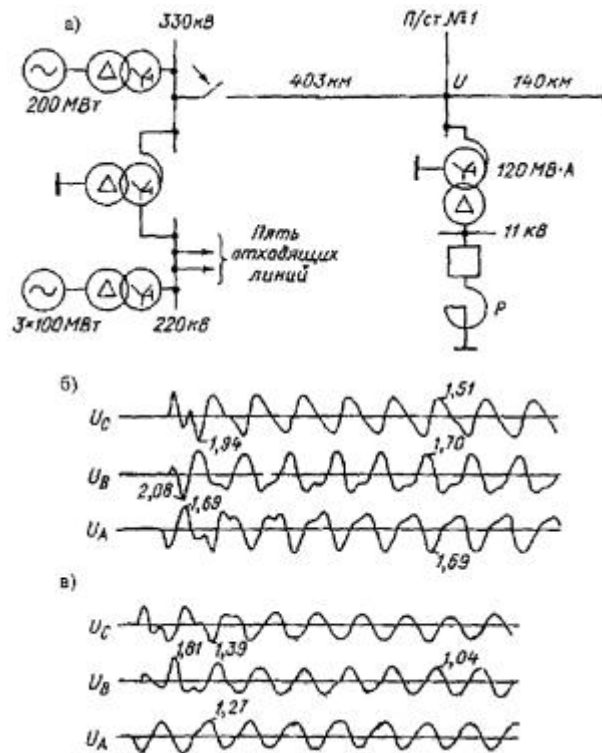 а)
330кв
П/ст.№1
403км
U
140км
200 МВт
Δ
Δ
120 МВ·А
Δ
11 кв
Пять
отходящих
линий
Р
Δ
3×100 МВт
220кв
б)
U_C
1,94
1,51
U_B
2,08
1,70
U_A
1,69
1,69
в)
U_C
1,39
U_B
1,81
1,04
U_A
1,27